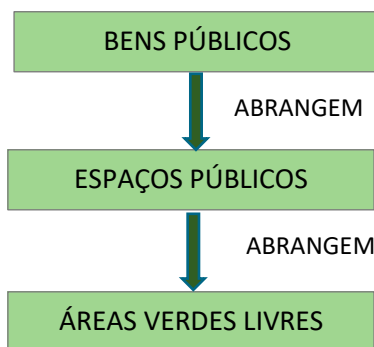 BENS PÚBLICOS
ABRANGEM
ESPAÇOS PÚBLICOS
ABRANGEM
ÁREAS VERDES LIVRES